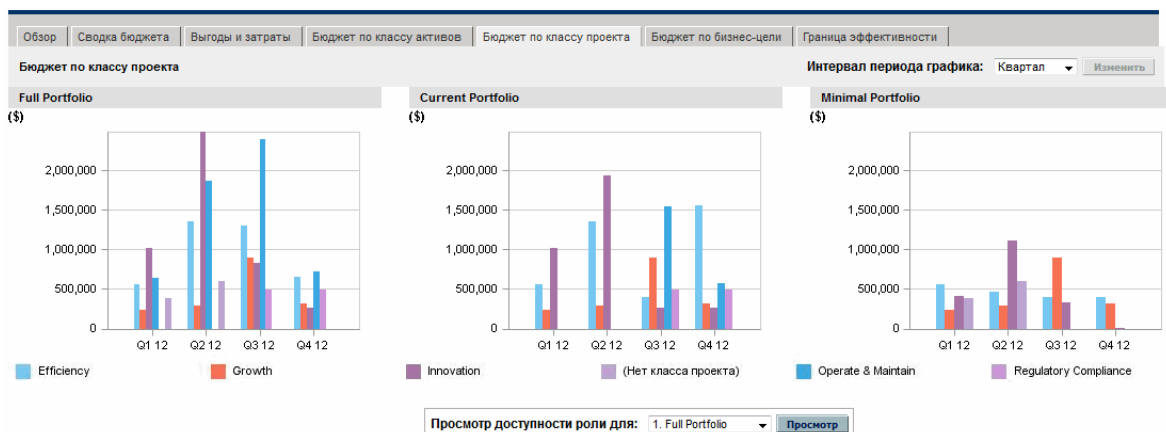 Обзор Сводка бюджета Выгоды и затраты Бюджет по классу активов Бюджет по классу проекта Бюджет по бизнес-цели Граница эффективности
Бюджет по классу проекта Интервал периода графика: Квартал Изменить
Full Portfolio Current Portfolio Minimal Portfolio
($) ($) ($)
2,000,000 2,000,000 2,000,000
1,500,000 1,500,000 1,500,000
1,000,000 1,000,000 1,000,000
500,000 500,000 500,000
0 0 0
Q1 12 Q2 12 Q3 12 Q4 12 Q1 12 Q2 12 Q3 12 Q4 12 Q1 12 Q2 12 Q3 12 Q4 12
Efficiency Growth Innovation (Нет класса проекта) Operate & Maintain Regulatory Compliance
Просмотр доступности роли для: 1. Full Portfolio Просмотр